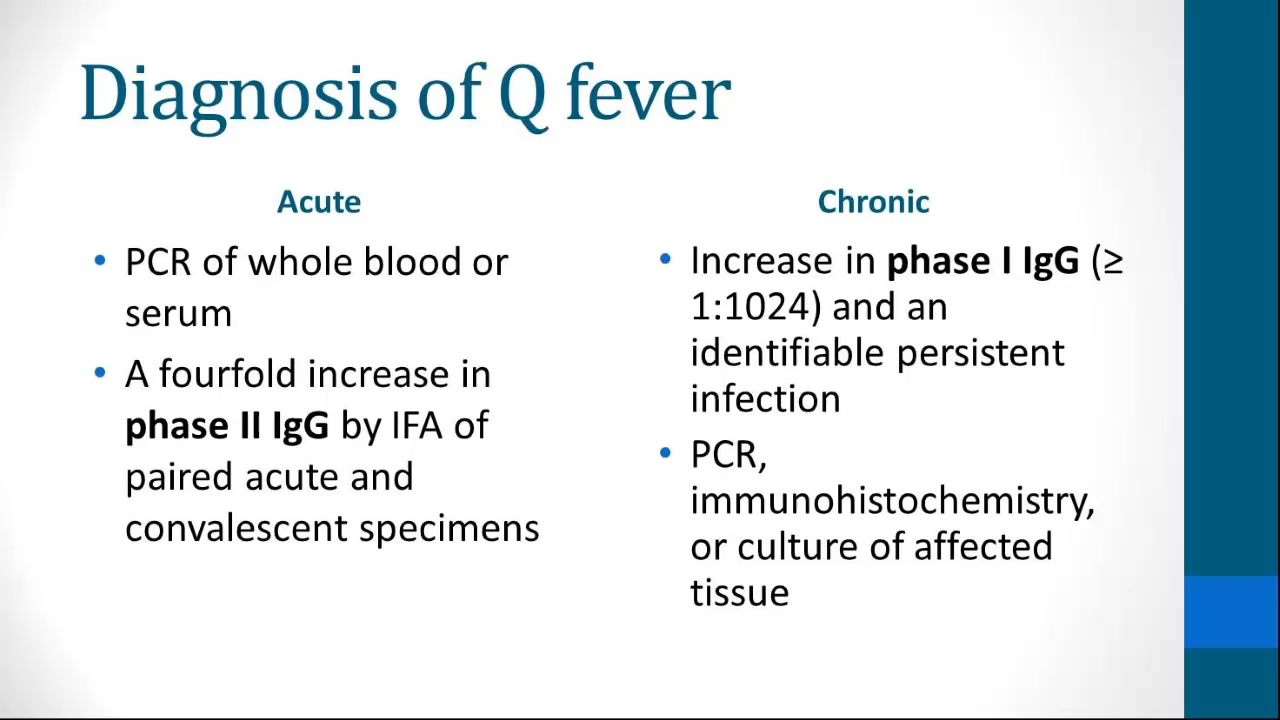 Diagnosis of Q fever
Acute
• PCR of whole blood or
serum
• A fourfold increase in
phase II IgG by IFA of
paired acute and
convalescent specimens
Chronic
• Increase in phase I IgG (≥
1:1024) and an
identifiable persistent
infection
• PCR,
immunohistochemistry,
or culture of affected
tissue